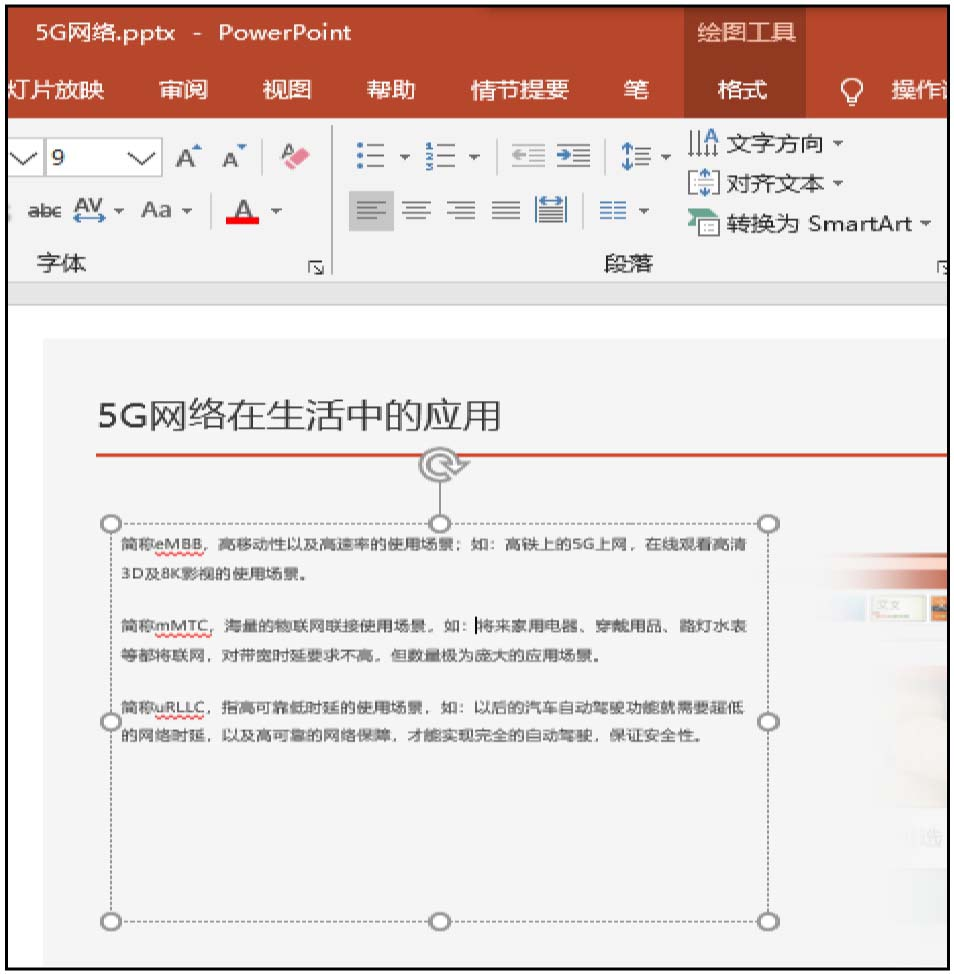 5G网络.pptx - PowerPoint
绘图工具
灯片放映 审阅 视图 帮助 情节提要 笔 格式 操作
9
文字方向
abc AV Aa A
对齐文本
转换为 SmartArt
字体 段落
5G网络在生活中的应用
简称eMBB，高移动性以及高速率的使用场景；如：高铁上的5G上网，在线观看高清
3D及8K影视的使用场景。
简称mMTC，海量的物联网联接使用场景。如：将来家用电器、穿戴用品、路灯水表
等都将联网，对带宽时延要求不高。但数量极为庞大的应用场景。
简称uRLLC，指高可靠低时延的使用场景，如：以后的汽车自动驾驶功能就需要超低
的网络时延，以及高可靠的网络保障，才能实现完全的自动驾驶，保证安全性。